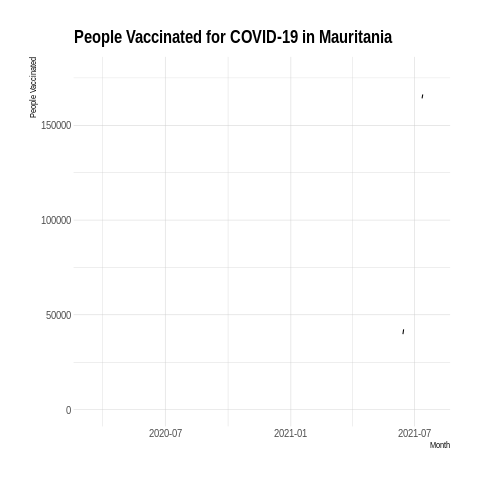 People Vaccinated for COVID-19 in Mauritania
People Vaccinated
150000
100000
50000
0
2020-07 2021-01 2021-07
Month